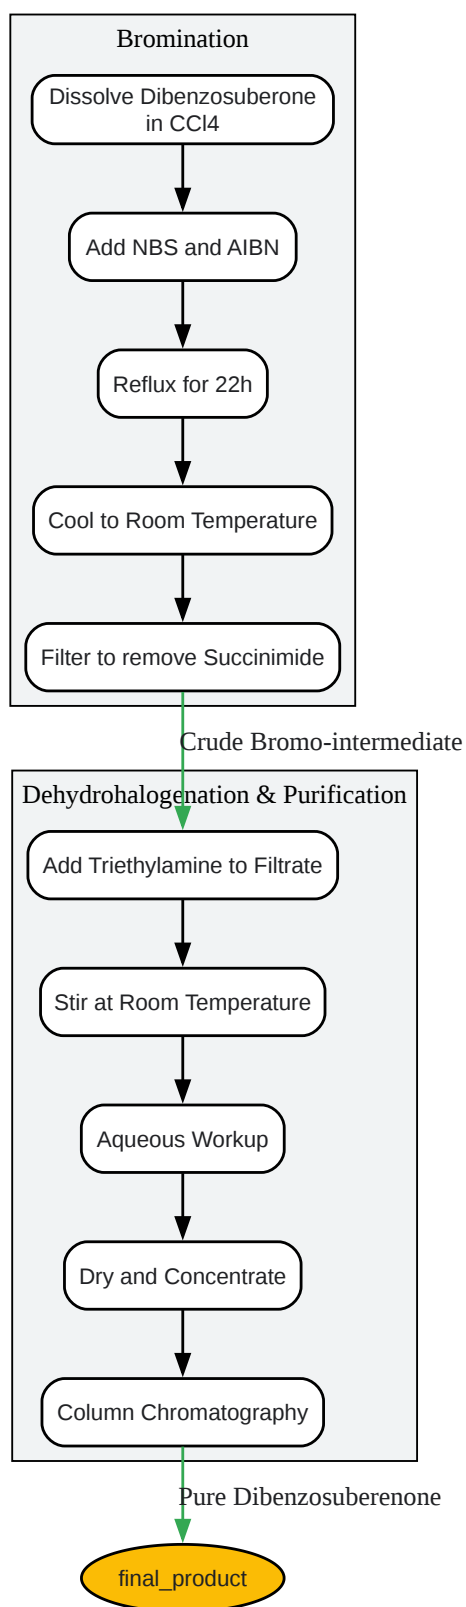 Bromination
Dissolve Dibenzosuberone
in CCl4
Add NBS and AIBN
Reflux for 22h
Cool to Room Temperature
Filter to remove Succinimide
Crude Bromo-intermediate
Dehydrohalogenation & Purification
Add Triethylamine to Filtrate
Stir at Room Temperature
Aqueous Workup
Dry and Concentrate
Column Chromatography
Pure Dibenzosuberenone
final_product